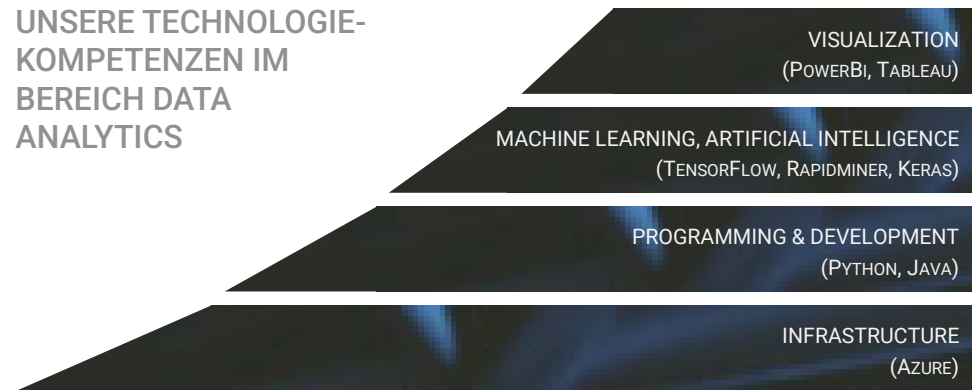 UNSERE TECHNOLOGIE-
KOMPETENZEN IM
BEREICH DATA
ANALYTICS
VISUALIZATION
(PowerBi, Tableau)
MACHINE LEARNING, ARTIFICIAL INTELLIGENCE
(TensorFlow, Rapidminer, Keras)
PROGRAMMING & DEVELOPMENT
(Python, Java)
INFRASTRUCTURE
(Azure)